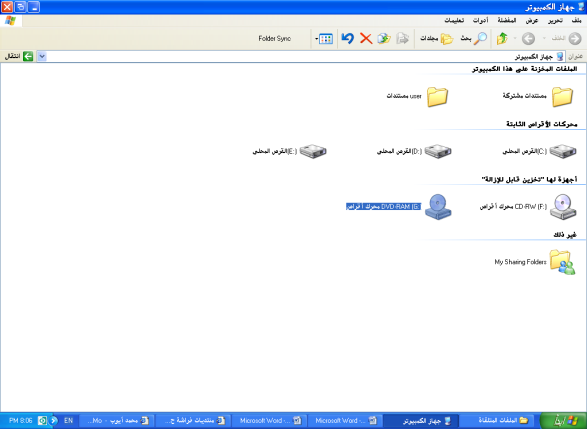 جهاز الكمبيوتر
ملف تحرير عرض المفضلة أدوات تعليمات
الخلف بحث مجلدات Folder Sync
عنوان جهاز الكمبيوتر انتقال
الملفات المخزنة على هذا الكمبيوتر
مستندات مشتركة
مستندات user
محركات الأقراص الثابتة
القرص المحلي (C:)
القرص المحلي (D:)
القرص المحلي (E:)
أجهزة لها "تخزين قابل للإزالة"
محرك أقراص CD-RW (F:)
محرك أقراص DVD-RAM (G:
غير ذلك
My Sharing Folders
الملفات المتلقاة
جهاز الكمبيوتر
Microsoft Word -...
Microsoft Word -...
منتديات فراشة ج...
محمد أيوب - Mo...
EN
8:06 PM